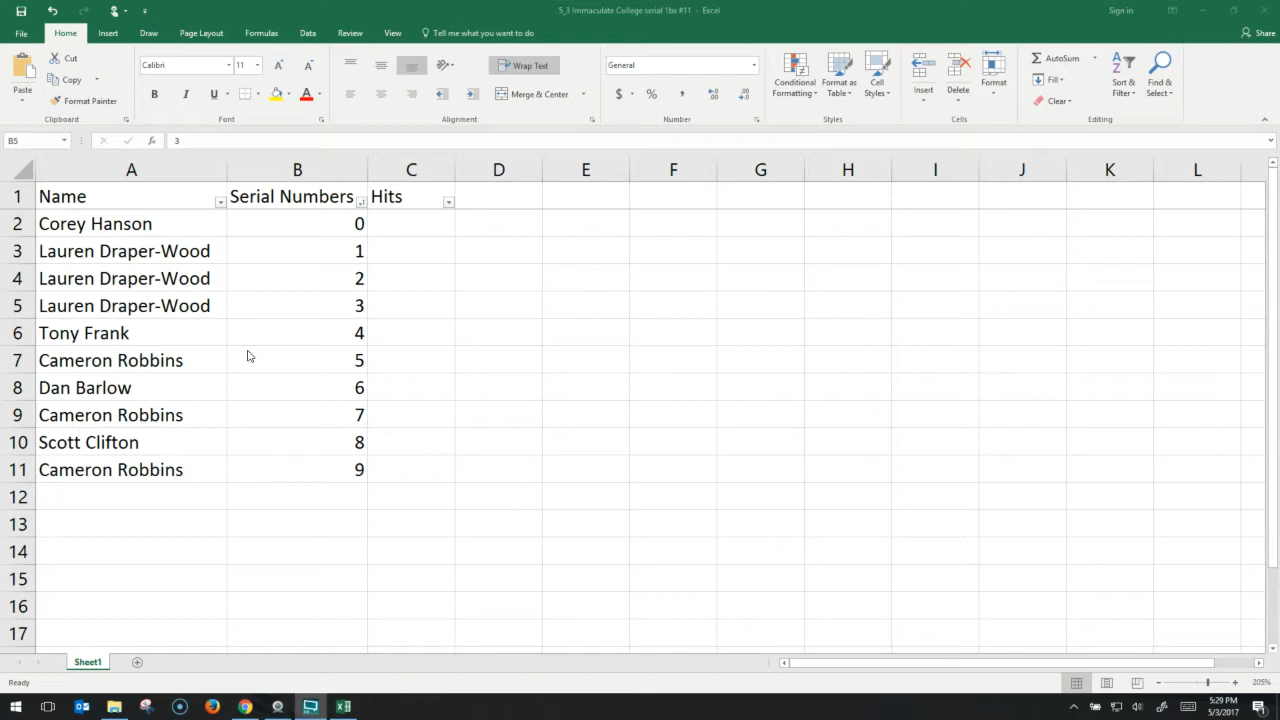 5_3 Immaculate College serial 1bx #11 - Excel
Sign in
File Home Insert Draw Page Layout Formulas Data Review View Tell me what you want to do Share
Paste Cut Copy Format Painter Clipboard
Calibri 11 A A B I U A Font
Wrap Text Merge & Center Alignment
General $ % , Number
Conditional Formatting Format as Table Cell Styles Styles
Insert Delete Format Cells
AutoSum Fill Clear Sort & Filter Find & Select Editing
B5 fx 3
A B C D E F G H I J K L
1 Name Serial Numbers Hits
2 Corey Hanson 0
3 Lauren Draper-Wood 1
4 Lauren Draper-Wood 2
5 Lauren Draper-Wood 3
6 Tony Frank 4
7 Cameron Robbins 5
8 Dan Barlow 6
9 Cameron Robbins 7
10 Scott Clifton 8
11 Cameron Robbins 9
12
13
14
15
16
17
Sheet1
Ready 205%
5:29 PM
5/3/2017